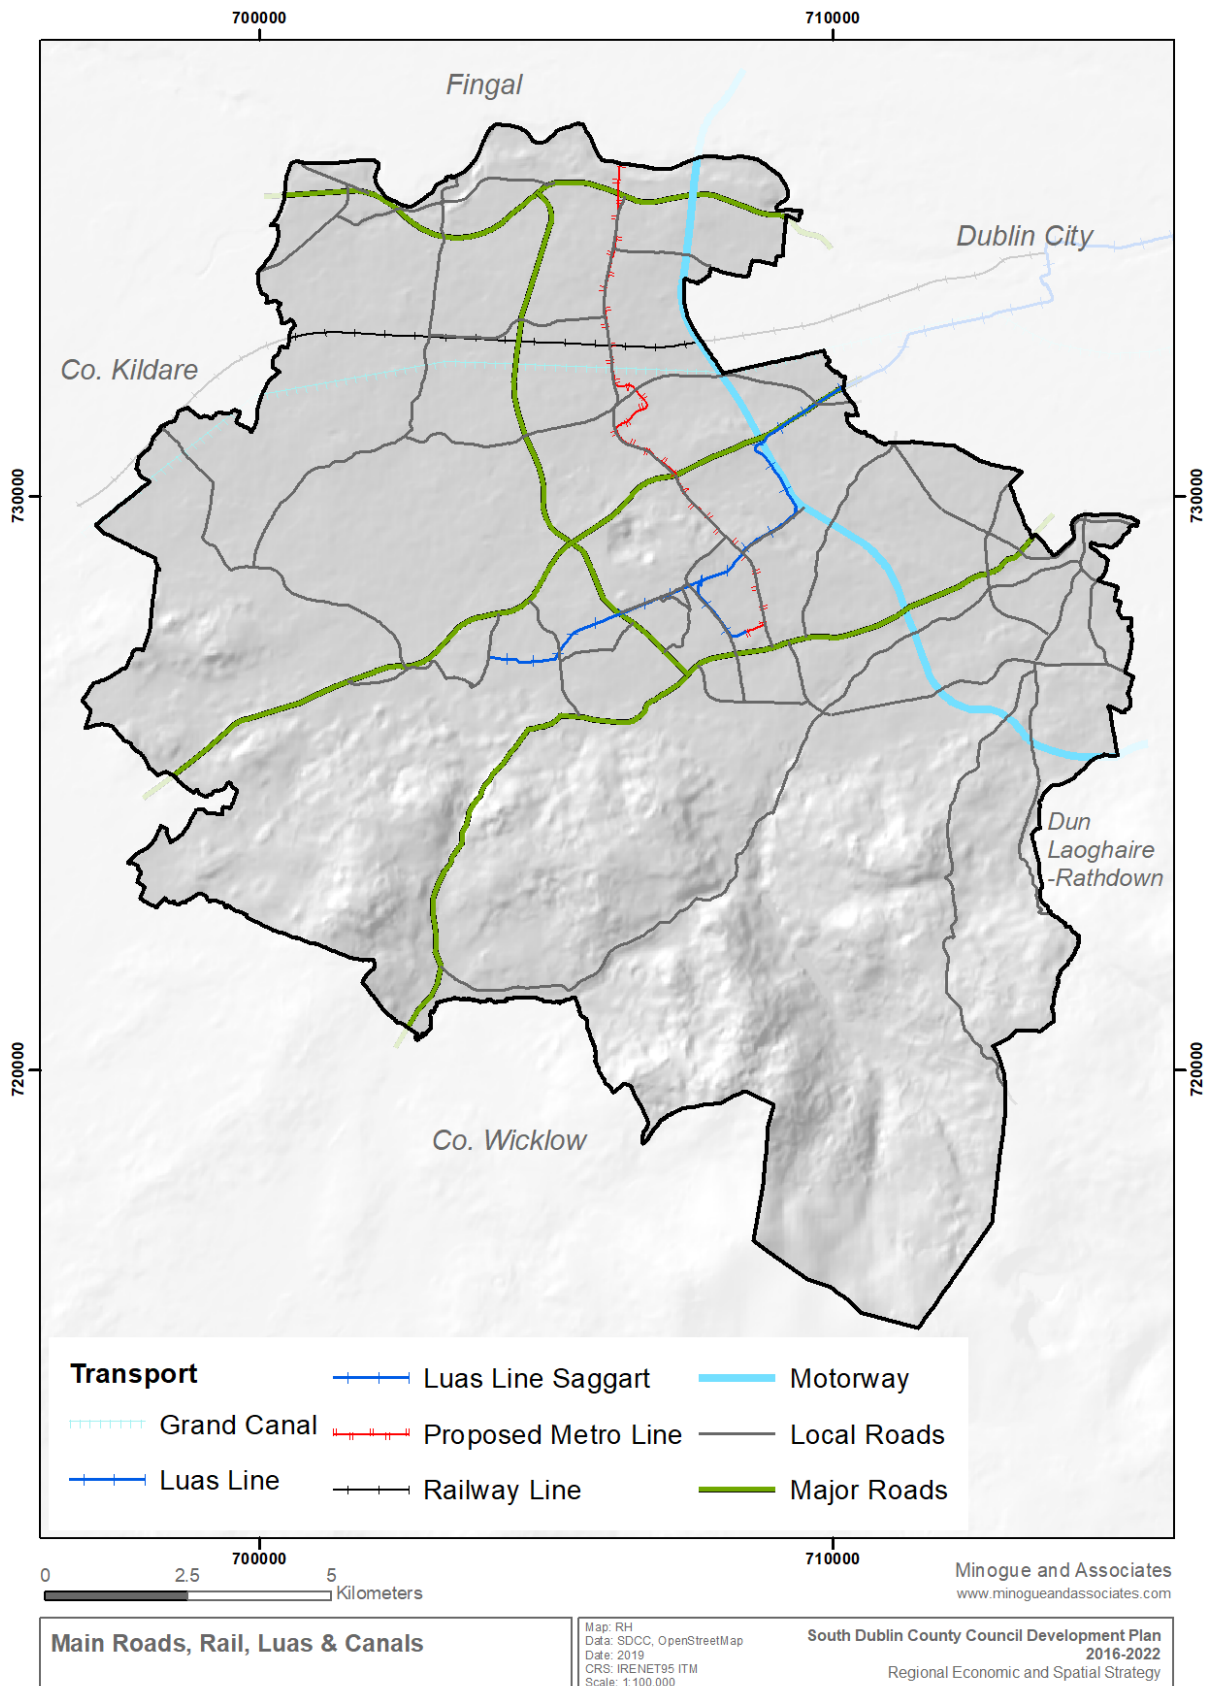 700000
710000
Fingal
Dublin City
Co. Kildare
730000
730000
Dun
Laoghaire
-Rathdown
720000
720000
Co. Wicklow
Transport
Grand Canal
Luas Line
Luas Line Saggart
Proposed Metro Line
Railway Line
Motorway
Local Roads
Major Roads
700000
710000
0 2.5 5
Kilometers
Minogue and Associates
www.minogueandassociates.com
Main Roads, Rail, Luas & Canals
Map: RH
Data: SDCC, OpenStreetMap
Date: 2019
CRS: IRENET95 ITM
Scale: 1:100,000
South Dublin County Council Development Plan
2016-2022
Regional Economic and Spatial Strategy